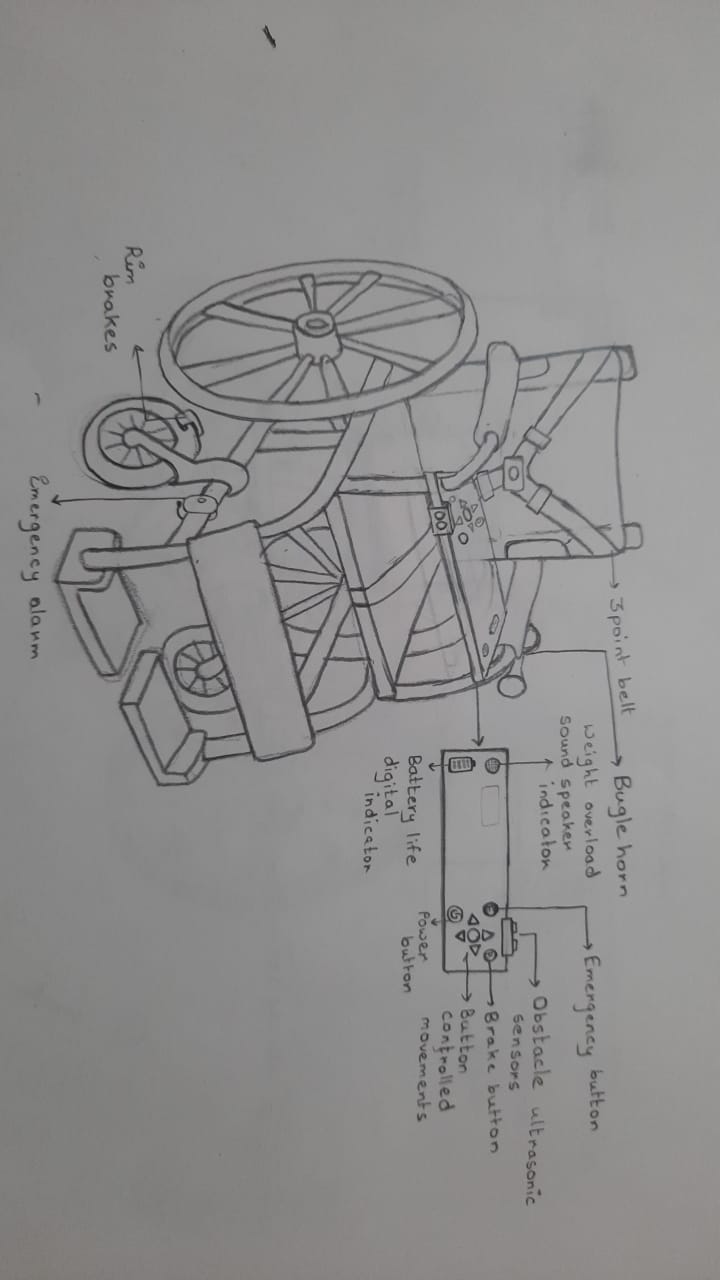 3point belt
Bugle horn
Weight overload
sound speaker
indicator
Emergency button
Obstacle ultrasonic
sensors
Brake button
Button
controlled
movements
Power
button
Battery life
digital
indicator
Rim
brakes
Emergency alarm